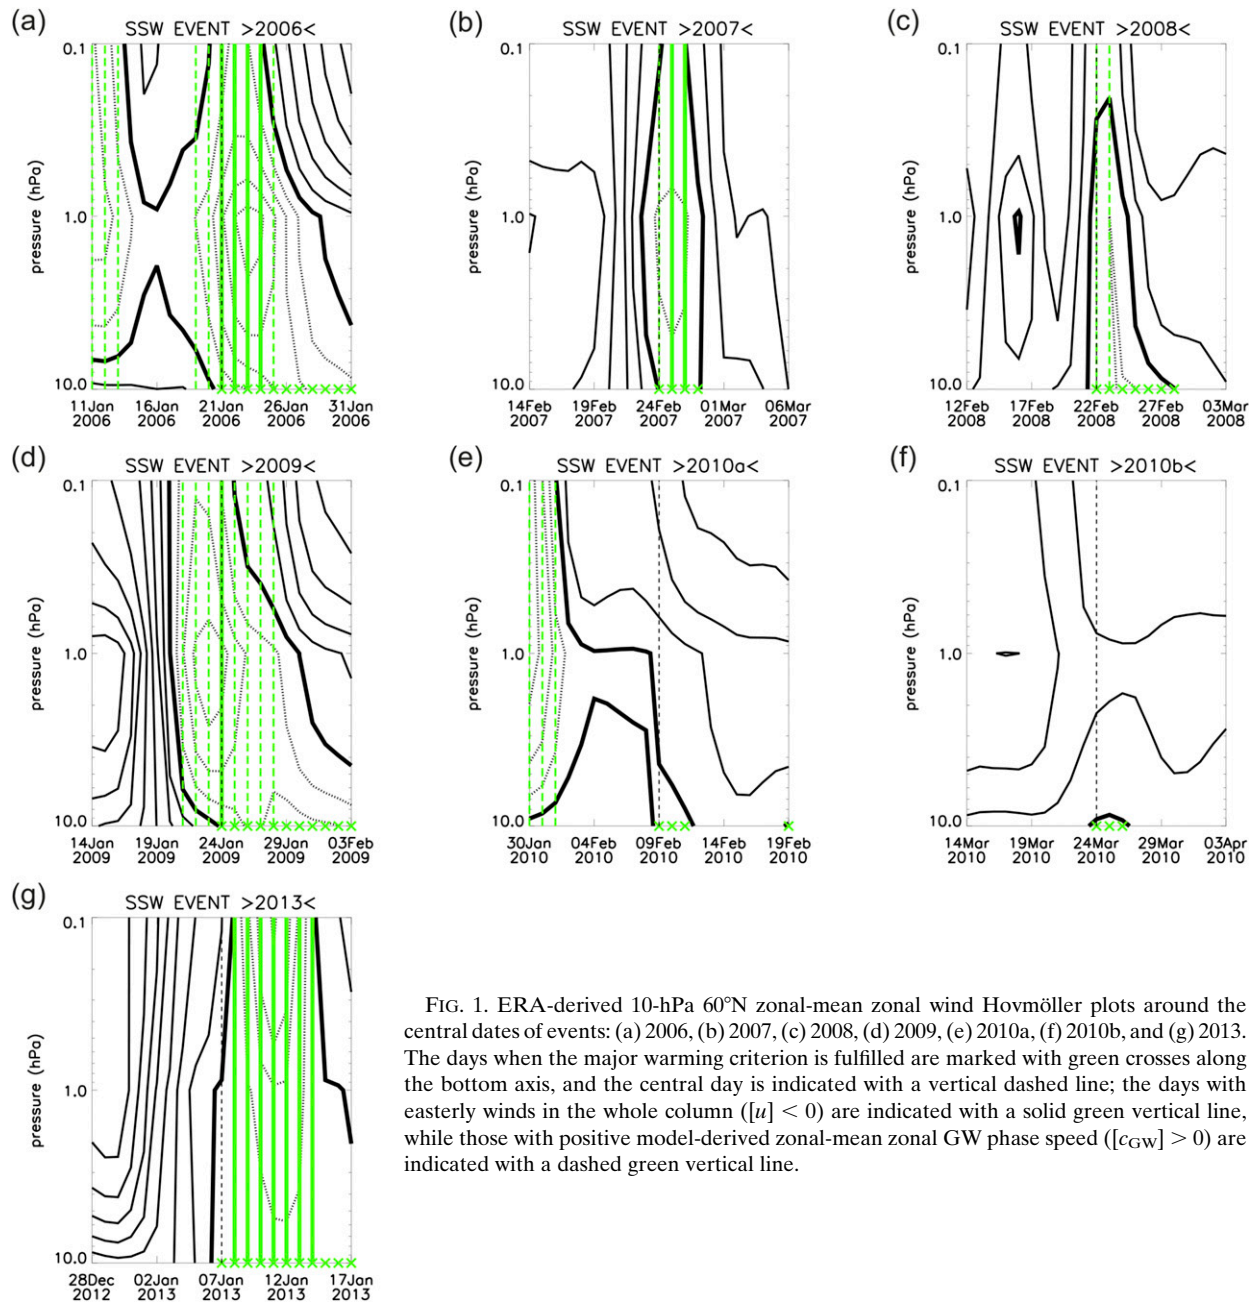 (a)
SSW EVENT >2006<
0.1
1.0
10.0
pressure (hPa)
11Jan 16Jan 21Jan 26Jan 31Jan
2006 2006 2006 2006 2006
(b)
SSW EVENT >2007<
0.1
1.0
10.0
pressure (hPa)
14Feb 19Feb 24Feb 01Mar 06Mar
2007 2007 2007 2007 2007
(c)
SSW EVENT >2008<
0.1
1.0
10.0
pressure (hPa)
12Feb 17Feb 22Feb 27Feb 03Mar
2008 2008 2008 2008 2008
(d)
SSW EVENT >2009<
0.1
1.0
10.0
pressure (hPa)
14Jan 19Jan 24Jan 29Jan 03Feb
2009 2009 2009 2009 2009
(e)
SSW EVENT >2010a<
0.1
1.0
10.0
pressure (hPa)
30Jan 04Feb 09Feb 14Feb 19Feb
2010 2010 2010 2010 2010
(f)
SSW EVENT >2010b<
0.1
1.0
10.0
pressure (hPa)
14Mar 19Mar 24Mar 29Mar 03Apr
2010 2010 2010 2010 2010
(g)
SSW EVENT >2013<
0.1
1.0
10.0
pressure (hPa)
28Dec 02Jan 07Jan 12Jan 17Jan
2012 2013 2013 2013 2013
FIG. 1. ERA-derived 10-hPa 60°N zonal-mean zonal wind Hovmöller plots around the
central dates of events: (a) 2006, (b) 2007, (c) 2008, (d) 2009, (e) 2010a, (f) 2010b, and (g) 2013.
The days when the major warming criterion is fulfilled are marked with green crosses along
the bottom axis, and the central day is indicated with a vertical dashed line; the days with
easterly winds in the whole column ([u] < 0) are indicated with a solid green vertical line,
while those with positive model-derived zonal-mean zonal GW phase speed ([c_GW] > 0) are
indicated with a dashed green vertical line.